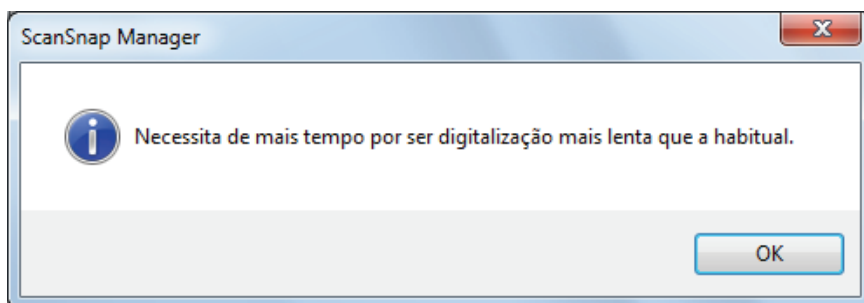 ScanSnap Manager
Necessita de mais tempo por ser digitalização mais lenta que a habitual.
OK